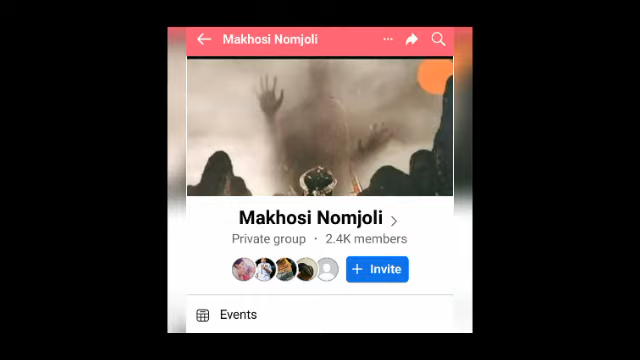 Makhosi Nomjoli
Makhosi Nomjoli
Private group · 2.4K members
+ Invite
Events